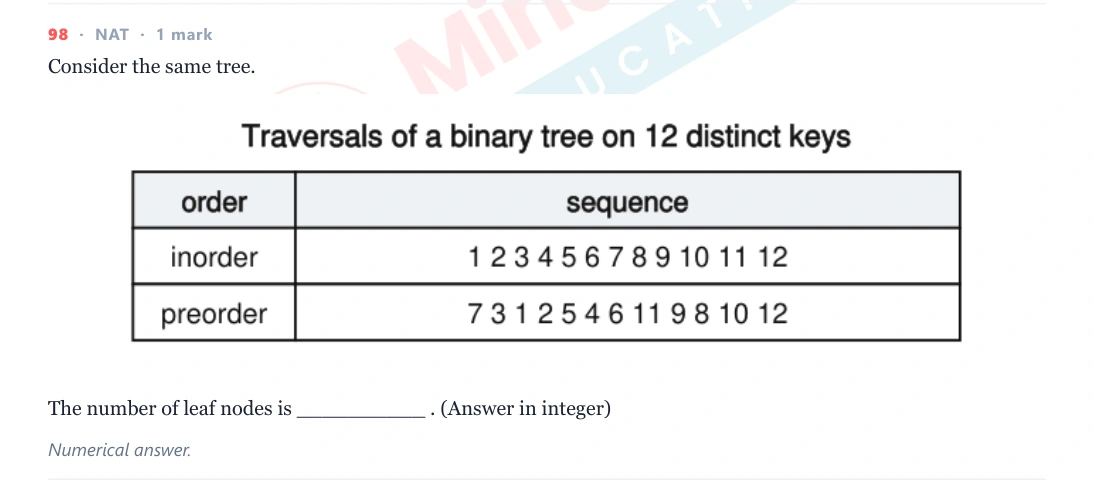 98 · NAT · 1 mark
Consider the same tree.
Traversals of a binary tree on 12 distinct keys
order sequence
inorder 1 2 3 4 5 6 7 8 9 10 11 12
preorder 7 3 1 2 5 4 6 11 9 8 10 12
The number of leaf nodes is ____________ . (Answer in integer)
Numerical answer.